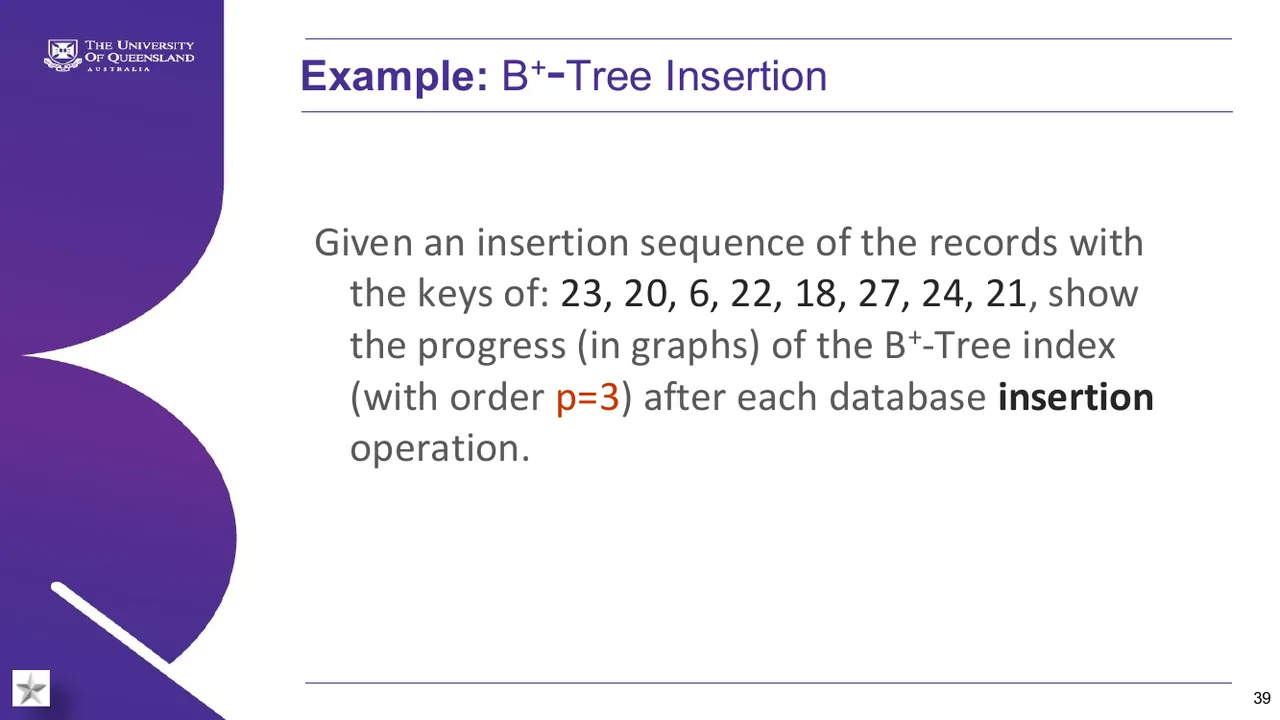 THE UNIVERSITY
OF QUEENSLAND
AUSTRALIA
Example: B+-Tree Insertion
Given an insertion sequence of the records with
the keys of: 23, 20, 6, 22, 18, 27, 24, 21, show
the progress (in graphs) of the B+-Tree index
(with order p=3) after each database insertion
operation.
39